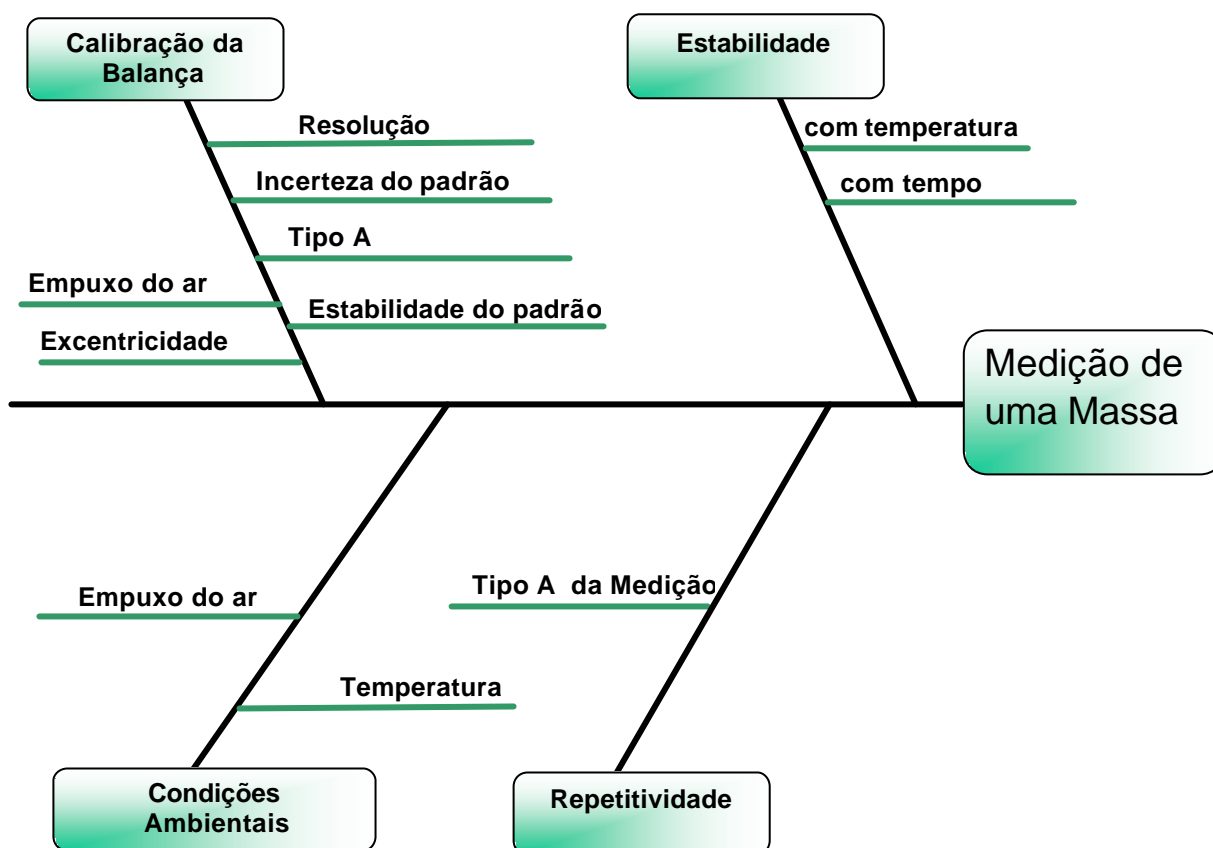 Calibração da
Balança
Estabilidade
Resolução
com temperatura
Incerteza do padrão
com tempo
Tipo A
Empuxo do ar
Estabilidade do padrão
Excentricidade
Medição de
uma Massa
Empuxo do ar
Tipo A da Medição
Temperatura
Condições
Ambientais
Repetitividade